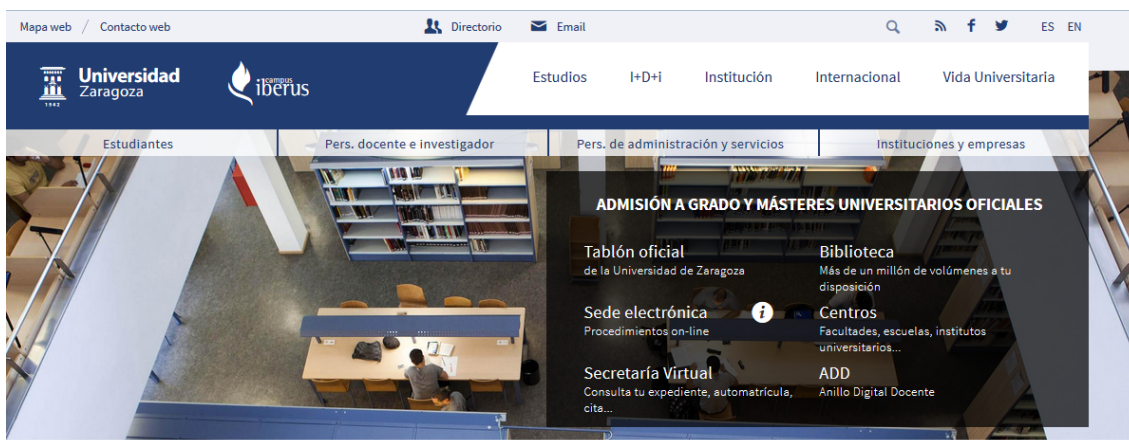 Mapa web / Contacto web
Directorio
Email
ES EN
Universidad
Zaragoza
1542
campus
iberus
Estudios
I+D+i
Institución
Internacional
Vida Universitaria
Estudiantes
Pers. docente e investigador
Pers. de administración y servicios
Instituciones y empresas
ADMISIÓN A GRADO Y MÁSTERES UNIVERSITARIOS OFICIALES
Tablón oficial
de la Universidad de Zaragoza
Biblioteca
Más de un millón de volúmenes a tu
disposición
Sede electrónica
Procedimientos on-line
Centros
Facultades, escuelas, institutos
universitarios...
Secretaría Virtual
Consulta tu expediente, automatrícula,
cita...
ADD
Anillo Digital Docente